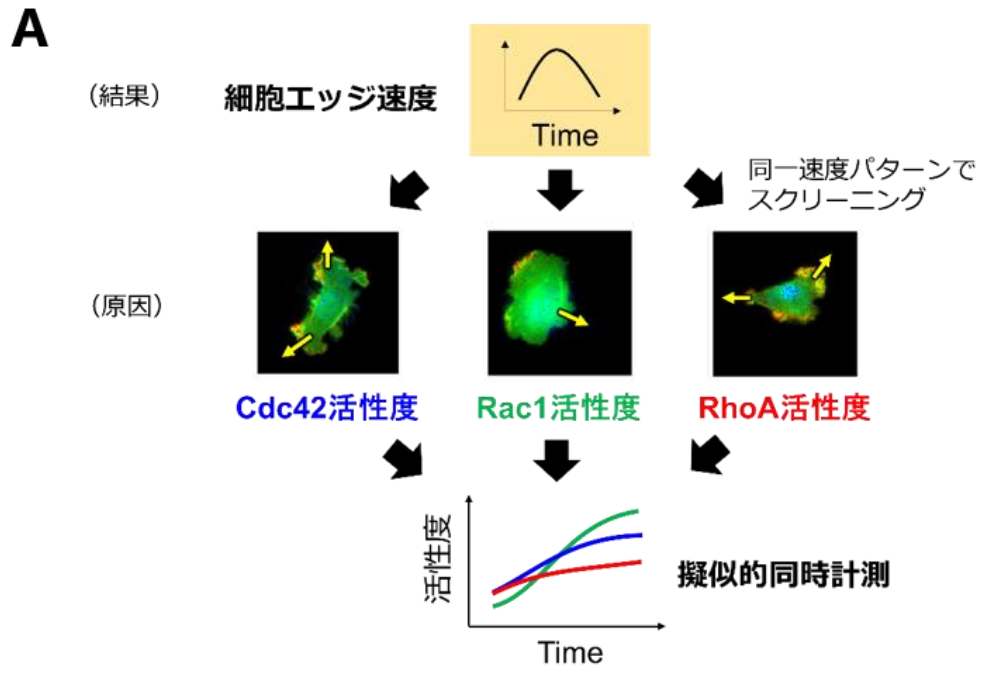 A
（結果）
細胞エッジ速度
Time
同一速度パターンで
スクリーニング
（原因）
Cdc42活性度
Rac1活性度
RhoA活性度
活性度
擬似的同時計測
Time